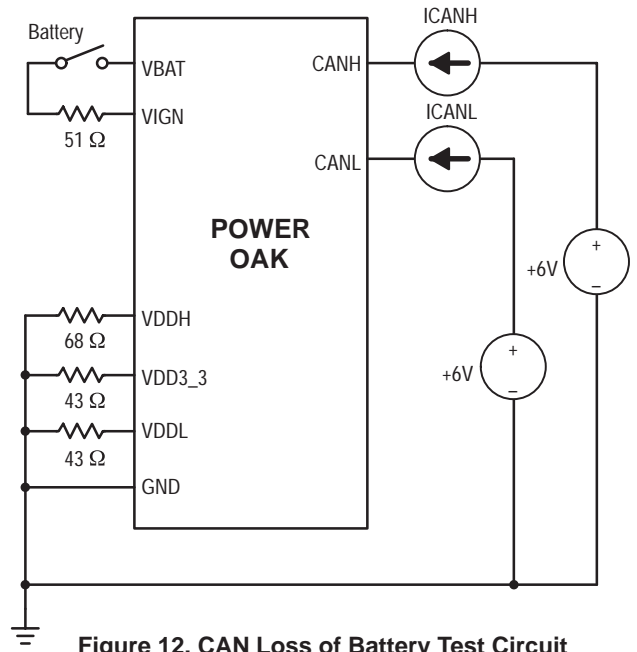 Battery
VBAT
VIGN
51 Ω
POWER
OAK
CANH
CANL
ICANH
ICANL
+
+6V
–
+
+6V
–
VDDH
68 Ω
VDD3_3
43 Ω
VDDL
43 Ω
GND
Figure 12. CAN Loss of Battery Test Circuit